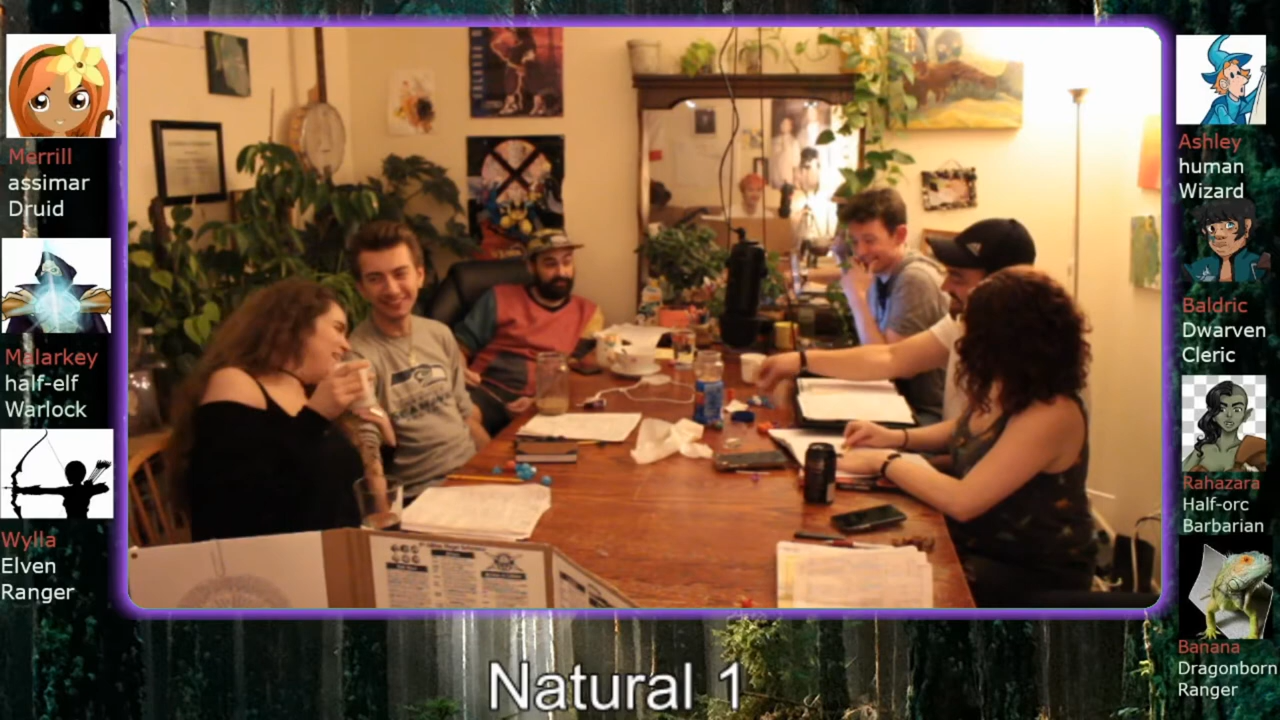 Merrill
assimar
Druid
Malarkey
half-elf
Warlock
Wylla
Elven
Ranger
Ashley
human
Wizard
Baldric
Dwarven
Cleric
Rahazara
Half-orc
Barbarian
Banana
Dragonborn
Ranger
Natural 1